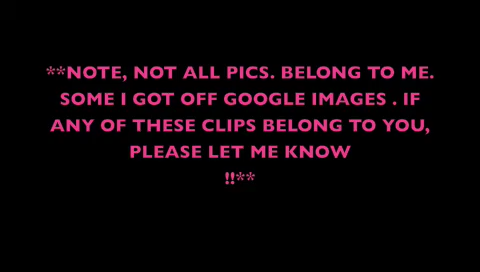 **NOTE, NOT ALL PICS. BELONG TO ME.
SOME I GOT OFF GOOGLE IMAGES . IF
ANY OF THESE CLIPS BELONG TO YOU,
PLEASE LET ME KNOW
!!**